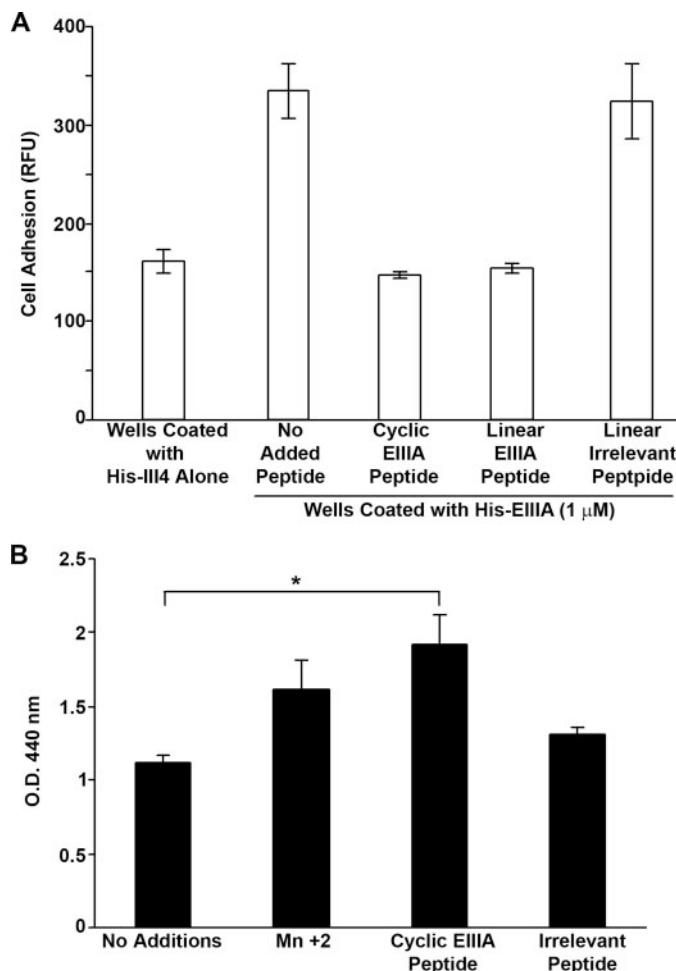 A
400
300
200
100
0
Cell Adhesion (RFU)
Wells Coated
with
His-III4 Alone
No
Added
Peptide
Cyclic
EIIIA
Peptide
Linear
EIIIA
Peptide
Linear
Irrelevant
Peptpide
Wells Coated with His-EIIIA (1 μM)
B
2.5
2
1.5
1
0.5
0
O.D. 440 nm
*
No Additions
Mn +2
Cyclic EIIIA
Peptide
Irrelevant
Peptide